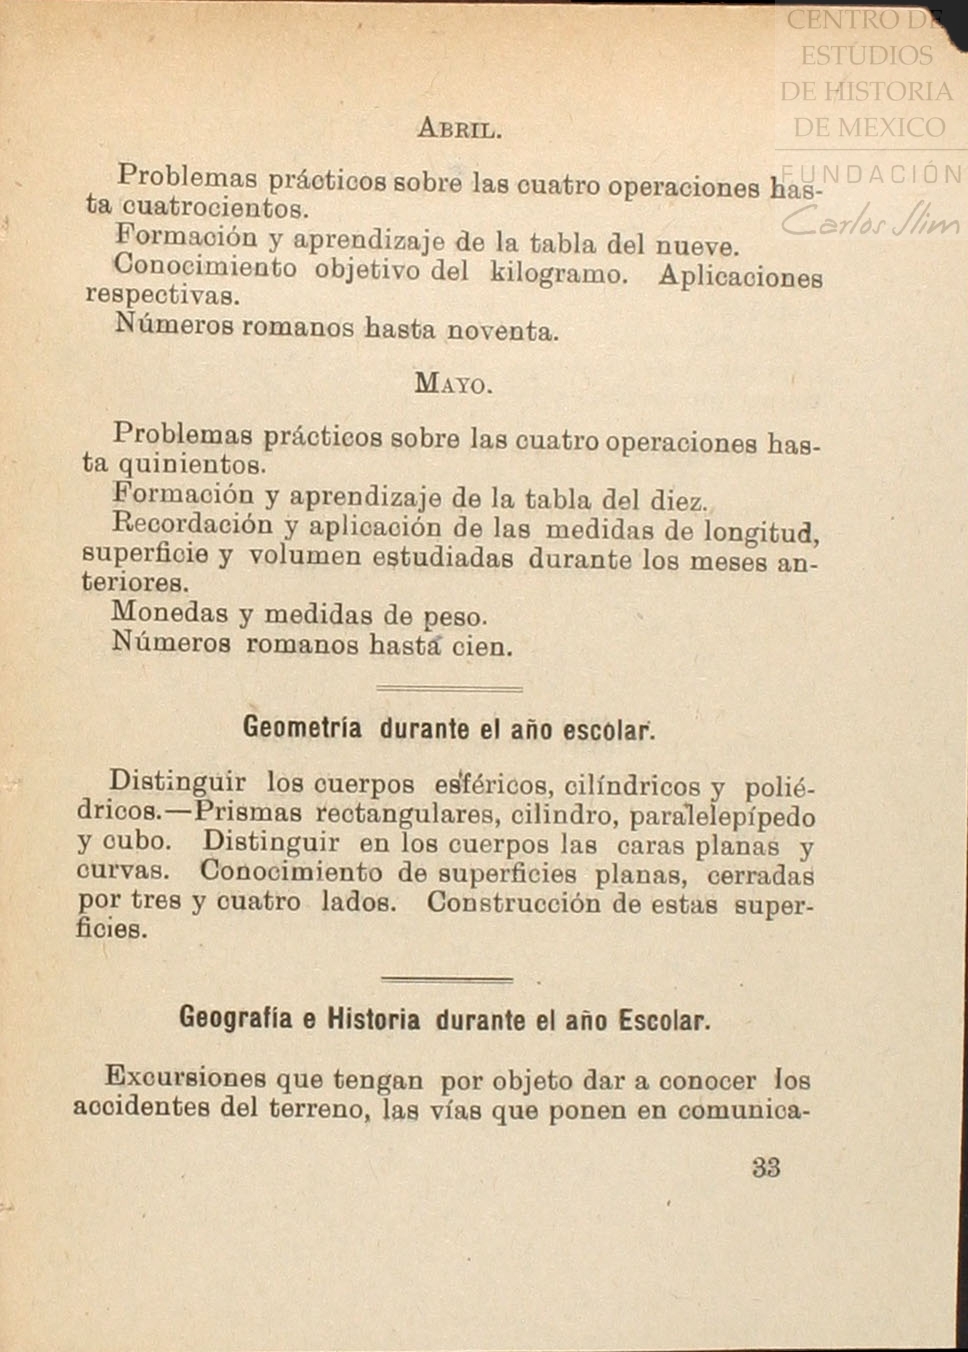 CENTRO DE
ESTUDIOS
DE HISTORIA
DE MEXICO
FUNDACIÓN
Carlos Slim
ABRIL.
Problemas prácticos sobre las cuatro operaciones has-
ta cuatrocientos.
Formación y aprendizaje de la tabla del nueve.
Conocimiento objetivo del kilogramo. Aplicaciones
respectivas.
Números romanos hasta noventa.
MAYO.
Problemas prácticos sobre las cuatro operaciones has-
ta quinientos.
Formación y aprendizaje de la tabla del diez.
Recordación y aplicación de las medidas de longitud,
superficie y volumen estudiadas durante los meses an-
teriores.
Monedas y medidas de peso.
Números romanos hasta cien.
Geometría durante el año escolar.
Distinguir los cuerpos esféricos, cilíndricos y polié-
dricos.—Prismas rectangulares, cilindro, paralelepípedo
y cubo. Distinguir en los cuerpos las caras planas y
curvas. Conocimiento de superficies planas, cerradas
por tres y cuatro lados. Construcción de estas super-
ficies.
Geografía e Historia durante el año Escolar.
Excursiones que tengan por objeto dar a conocer los
accidentes del terreno, las vías que ponen en comunica-
33